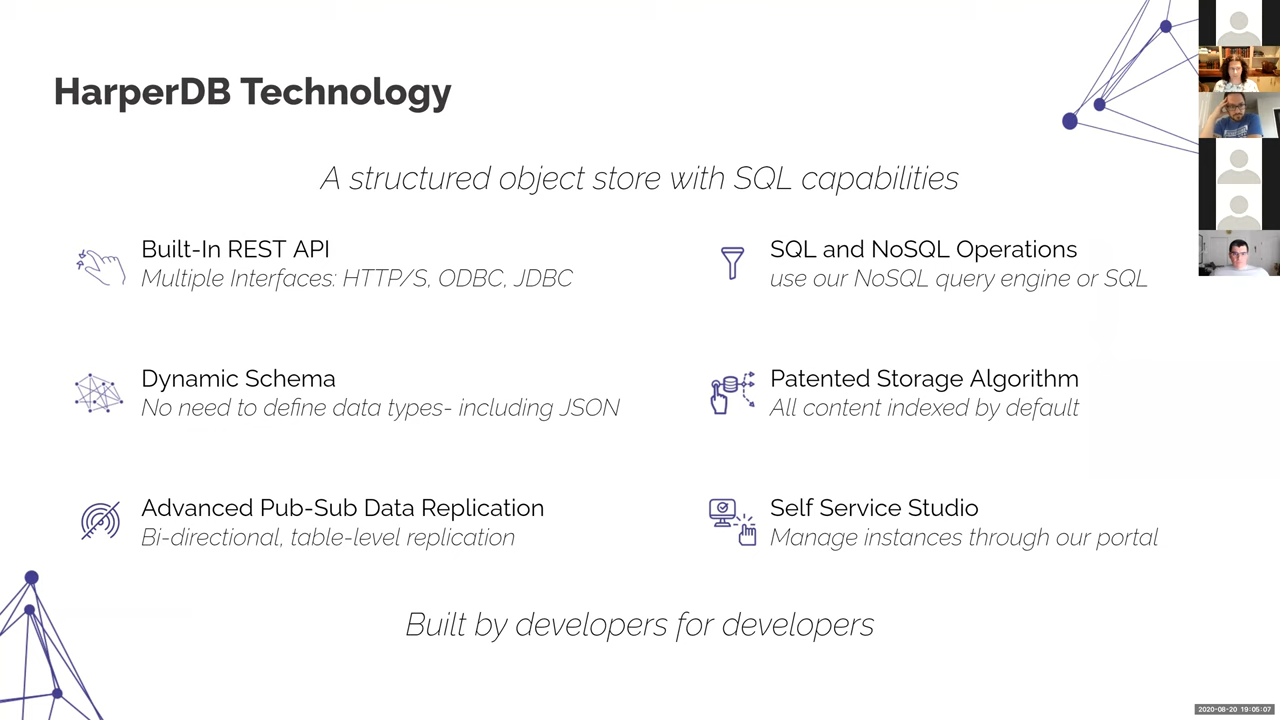 HarperDB Technology
A structured object store with SQL capabilities
Built-In REST API
Multiple Interfaces: HTTP/S, ODBC, JDBC
SQL and NoSQL Operations
use our NoSQL query engine or SQL
Dynamic Schema
No need to define data types- including JSON
Patented Storage Algorithm
All content indexed by default
Advanced Pub-Sub Data Replication
Bi-directional, table-level replication
Self Service Studio
Manage instances through our portal
Built by developers for developers
2020-08-20 19:05:07